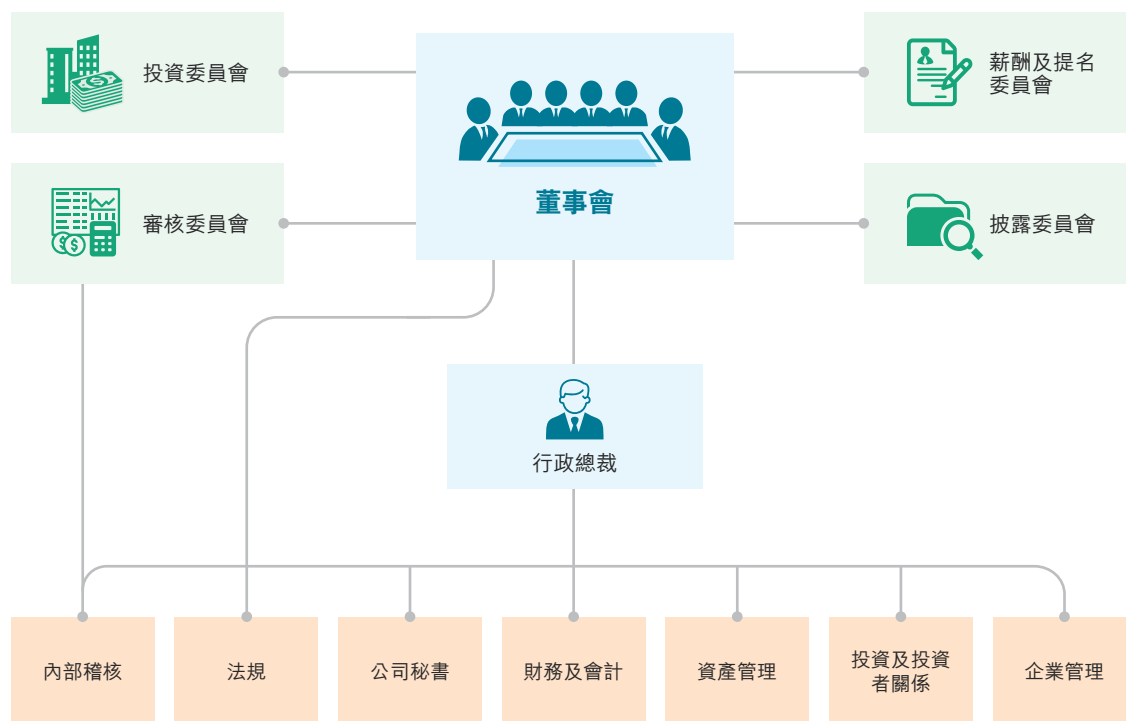 投資委員會
薪酬及提名
委員會
董事會
審核委員會
披露委員會
行政總裁
內部稽核
法規
公司秘書
財務及會計
資產管理
投資及投資
者關係
企業管理